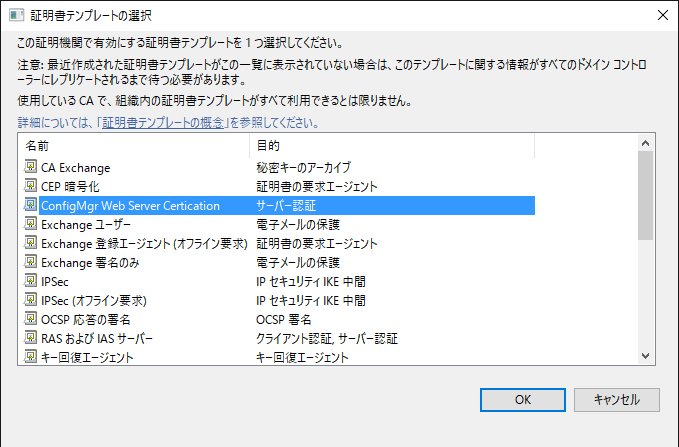 証明書テンプレートの選択
この証明機関で有効にする証明書テンプレートを 1 つ選択してください。
注意: 最近作成された証明書テンプレートがこの一覧に表示されていない場合は、このテンプレートに関する情報がすべてのドメイン コントロ
ーラーにレプリケートされるまで待つ必要があります。
使用している CA で、組織内の証明書テンプレートがすべて利用できるとは限りません。
詳細については、「証明書テンプレートの概念」を参照してください。
名前 目的
CA Exchange 秘密キーのアーカイブ
CEP 暗号化 証明書の要求エージェント
ConfigMgr Web Server Certication サーバー認証
Exchange ユーザー 電子メールの保護
Exchange 登録エージェント (オフライン要求) 証明書の要求エージェント
Exchange 署名のみ 電子メールの保護
IPSec IP セキュリティ IKE 中間
IPSec (オフライン要求) IP セキュリティ IKE 中間
OCSP 応答の署名 OCSP 署名
RAS および IAS サーバー クライアント認証, サーバー認証
キー回復エージェント キー回復エージェント
OK キャンセル